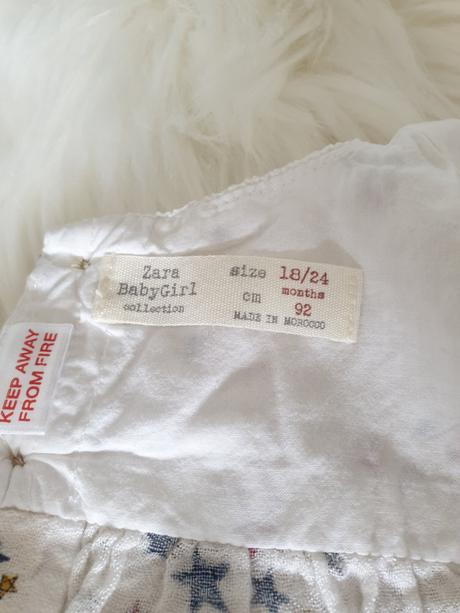 Zara
BabyGirl
collection
size 18/24
months
cm 92
MADE IN MOROCCO
KEEP AWAY
FROM FIRE